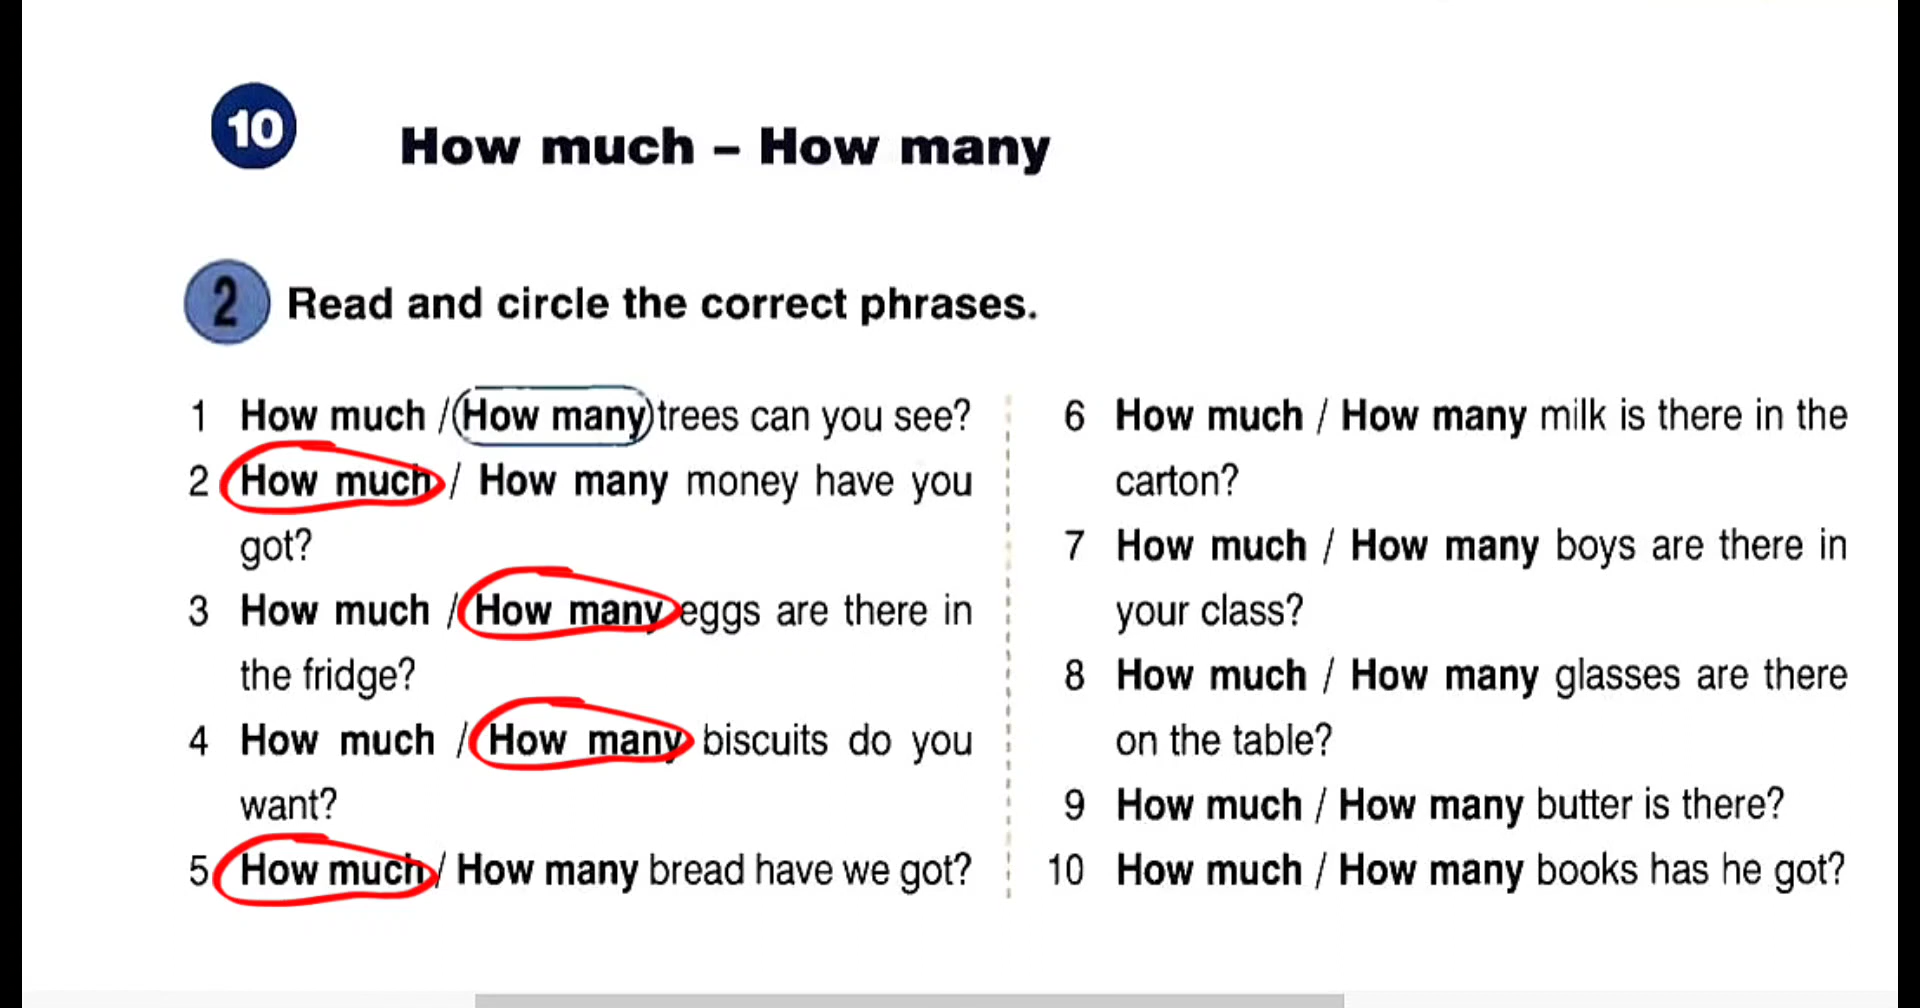 10
How much – How many
2 Read and circle the correct phrases.
1 How much / How many trees can you see?
2 How much / How many money have you
got?
3 How much / How many eggs are there in
the fridge?
4 How much / How many biscuits do you
want?
5 How much / How many bread have we got?
6 How much / How many milk is there in the
carton?
7 How much / How many boys are there in
your class?
8 How much / How many glasses are there
on the table?
9 How much / How many butter is there?
10 How much / How many books has he got?